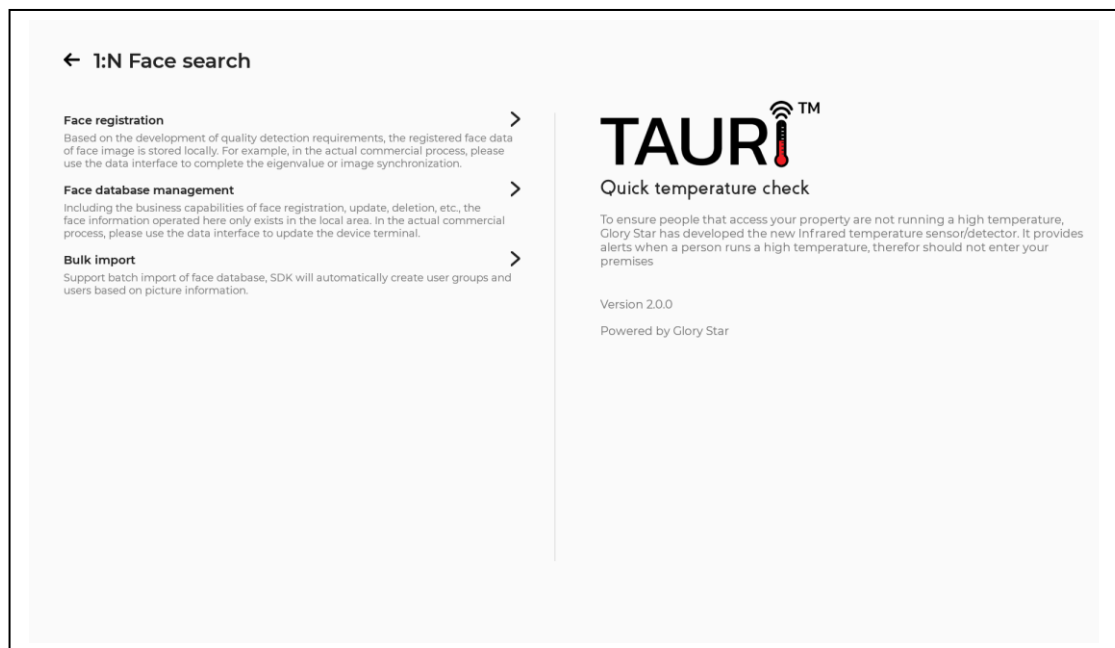 ← 1:N Face search
Face registration
Based on the development of quality detection requirements, the registered face data
of face image is stored locally. For example, in the actual commercial process, please
use the data interface to complete the eigenvalue or image synchronization.
Face database management
Including the business capabilities of face registration, update, deletion, etc., the
face information operated here only exists in the local area. In the actual commercial
process, please use the data interface to update the device terminal.
Bulk import
Support batch import of face database, SDK will automatically create user groups and
users based on picture information.
TAURI™
Quick temperature check
To ensure people that access your property are not running a high temperature,
Glory Star has developed the new Infrared temperature sensor/detector. It provides
alerts when a person runs a high temperature, therefor should not enter your
premises
Version 2.0.0
Powered by Glory Star